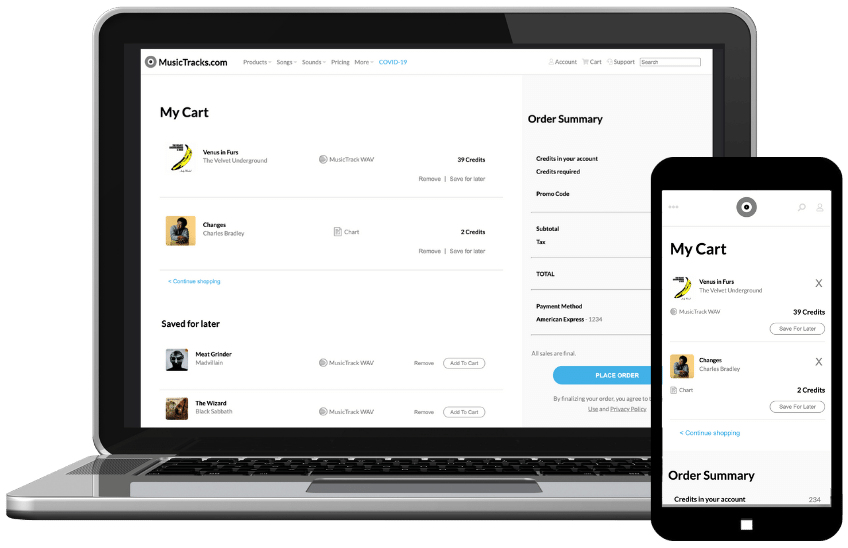 MusicTracks.com
Products Songs Sounds Pricing More COVID-19
Account Cart Support Search
My Cart
Venus in Furs
The Velvet Underground
MusicTrack WAV
39 Credits
Remove | Save for later
Changes
Charles Bradley
Chart
2 Credits
Remove | Save for later
< Continue shopping
Saved for later
Meat Grinder
Madvillain
MusicTrack WAV
Remove
Add To Cart
The Wizard
Black Sabbath
MusicTrack WAV
Remove
Add To Cart
Order Summary
Credits in your account
Credits required
Promo Code
Subtotal
Tax
TOTAL
Payment Method
American Express - 1234
All sales are final.
PLACE ORDER
By finalizing your order, you agree to
Use and Privacy Policy
My Cart
Venus in Furs
The Velvet Underground
X
MusicTrack WAV
39 Credits
Save For Later
Changes
Charles Bradley
X
Chart
2 Credits
Save For Later
< Continue shopping
Order Summary
Credits in your account 234